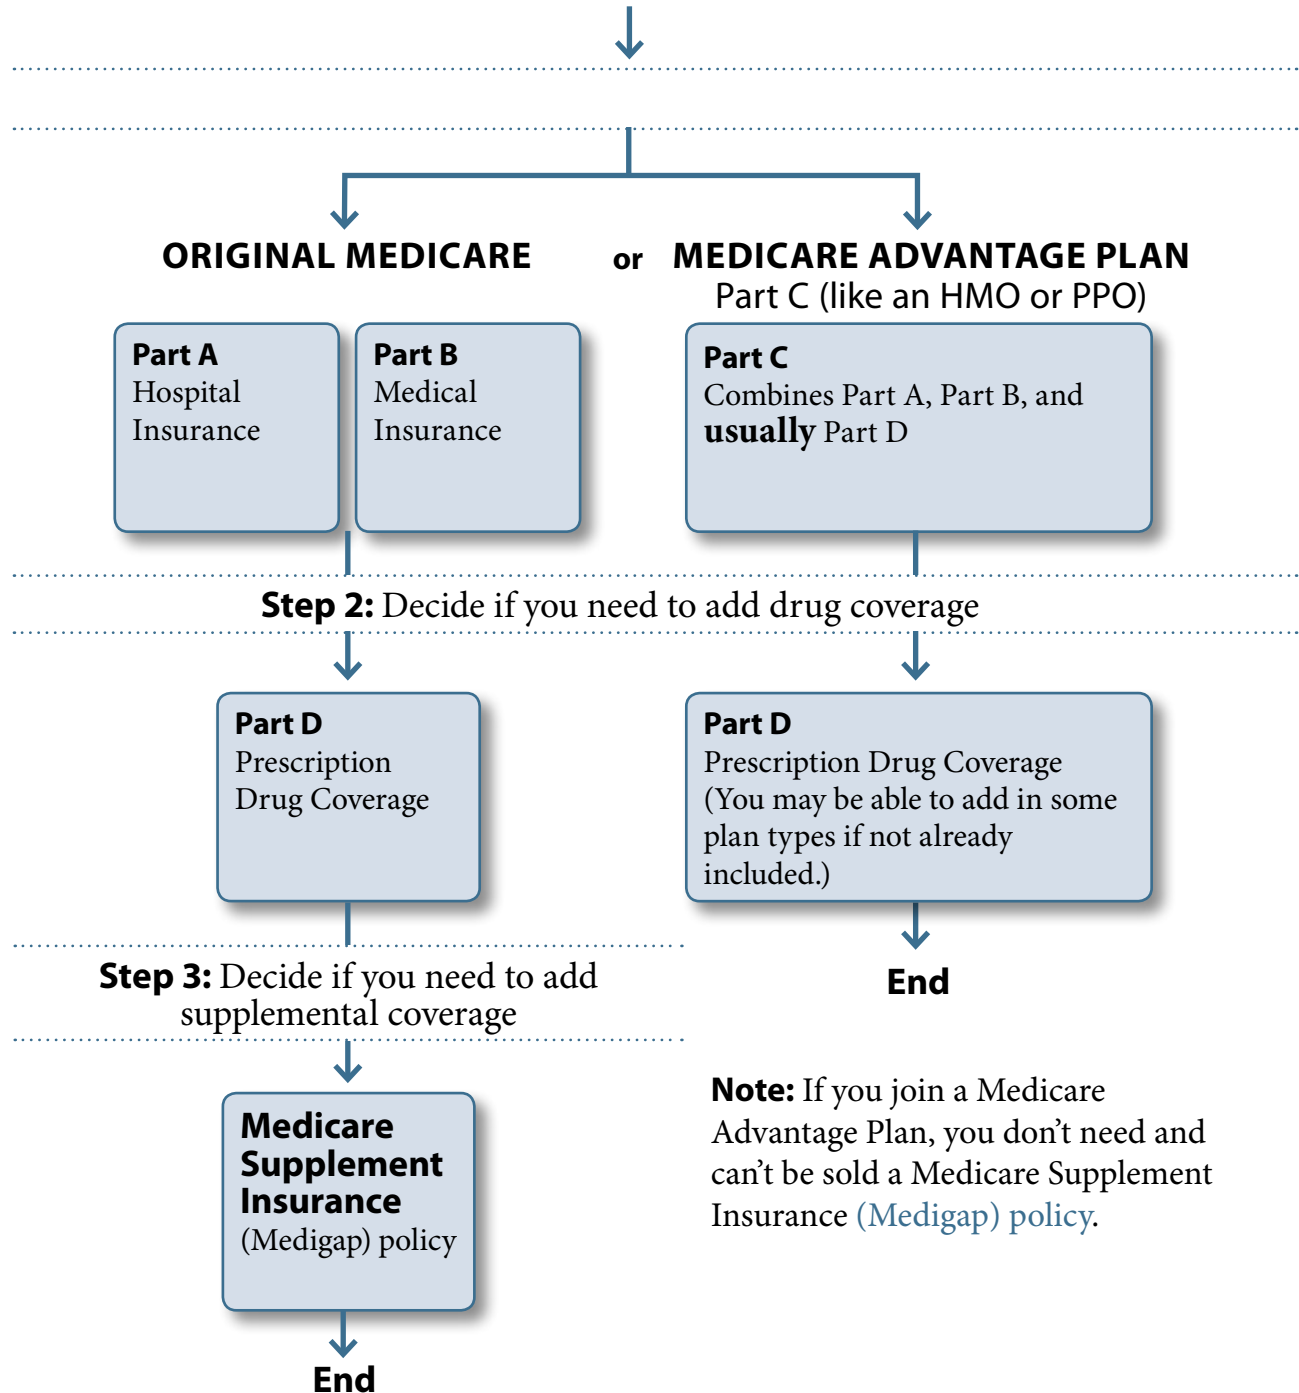 ORIGINAL MEDICARE or MEDICARE ADVANTAGE PLAN
Part C (like an HMO or PPO)
Part A
Hospital
Insurance
Part B
Medical
Insurance
Part C
Combines Part A, Part B, and
usually Part D
Step 2: Decide if you need to add drug coverage
Part D
Prescription
Drug Coverage
Part D
Prescription Drug Coverage
(You may be able to add in some
plan types if not already
included.)
Step 3: Decide if you need to add
supplemental coverage
End
Medicare
Supplement
Insurance
(Medigap) policy
End
Note: If you join a Medicare
Advantage Plan, you don't need and
can't be sold a Medicare Supplement
Insurance (Medigap) policy.